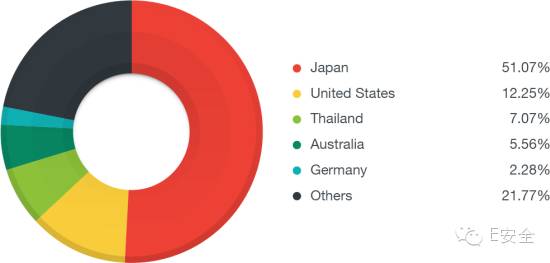 Japan 51.07%
United States 12.25%
Thailand 7.07%
Australia 5.56%
Germany 2.28%
Others 21.77%
E安全